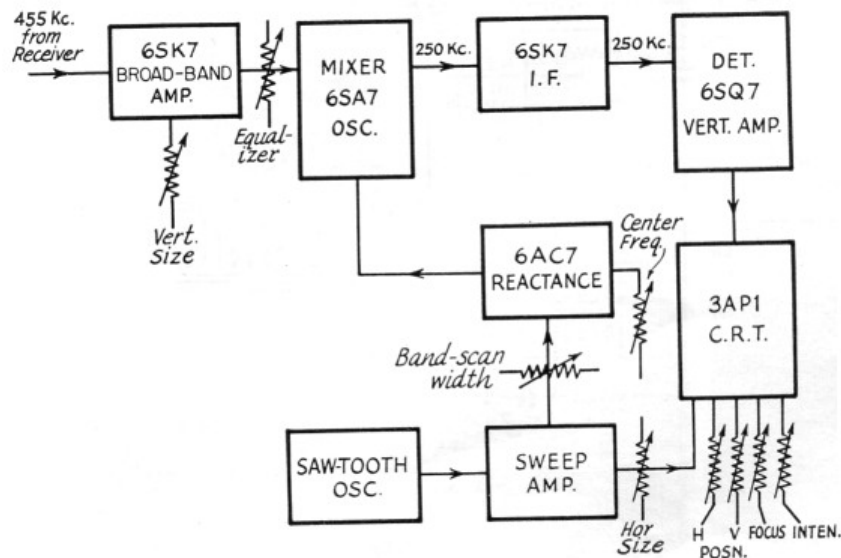 455 Kc.
from
Receiver
6SK7
BROAD-BAND
AMP.
Vert.
Size
Equal-
izer
MIXER
6SA7
OSC.
250 Kc.
6SK7
I.F.
250 Kc.
DET.
6SQ7
VERT. AMP.
6AC7
REACTANCE
Center
Freq.
3AP1
C.R.T.
Band-scan
width
SAW-TOOTH
OSC.
SWEEP
AMP.
Hor
Size
H V FOCUS INTEN.
POSN.